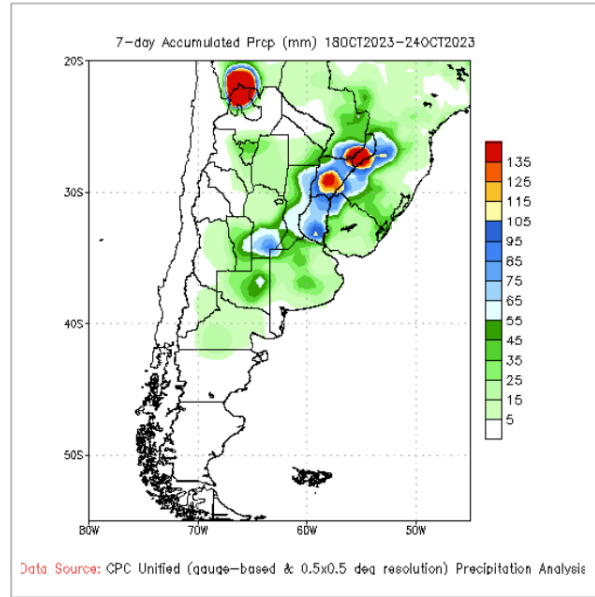 7-day Accumulated Prcp (mm) 18OCT2023-24OCT2023
20S
30S
40S
50S
80W 70W 60W 50W
135
125
115
105
95
85
75
65
55
45
35
25
15
5
Data Source: CPC Unified (gauge-based & 0.5x0.5 deg resolution) Precipitation Analysis